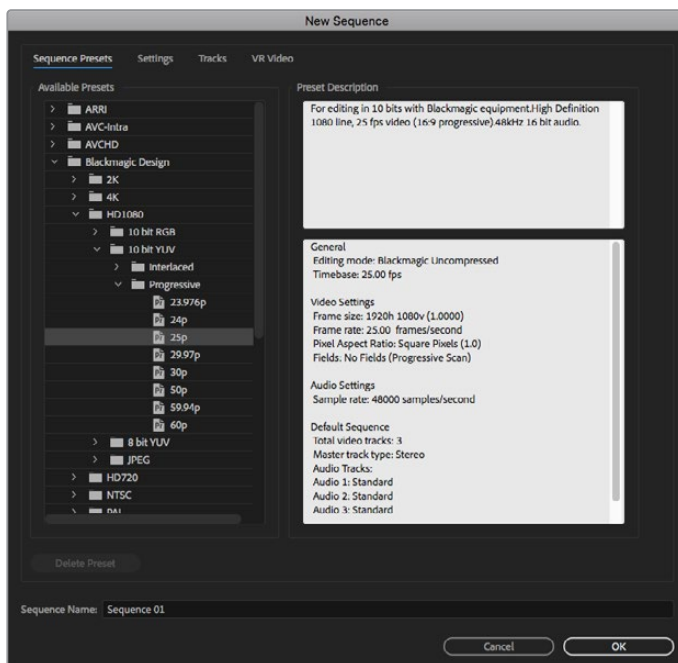 New Sequence
Sequence Presets Settings Tracks VR Video
Available Presets
ARRI
AVC-Intra
AVCHD
Blackmagic Design
2K
4K
HD1080
10 bit RGB
10 bit YUV
Interlaced
Progressive
23.976p
24p
25p
29.97p
30p
50p
59.94p
60p
8 bit YUV
JPEG
HD720
NTSC
PAL
Preset Description
For editing in 10 bits with Blackmagic equipment.High Definition
1080 line, 25 fps video (16:9 progressive).48kHz 16 bit audio.
General
Editing mode: Blackmagic Uncompressed
Timebase: 25.00 fps
Video Settings
Frame size: 1920h 1080v (1.0000)
Frame rate: 25.00 frames/second
Pixel Aspect Ratio: Square Pixels (1.0)
Fields: No Fields (Progressive Scan)
Audio Settings
Sample rate: 48000 samples/second
Default Sequence
Total video tracks: 3
Master track type: Stereo
Audio Tracks:
Audio 1: Standard
Audio 2: Standard
Audio 3: Standard
Delete Preset
Sequence Name: Sequence 01
Cancel OK